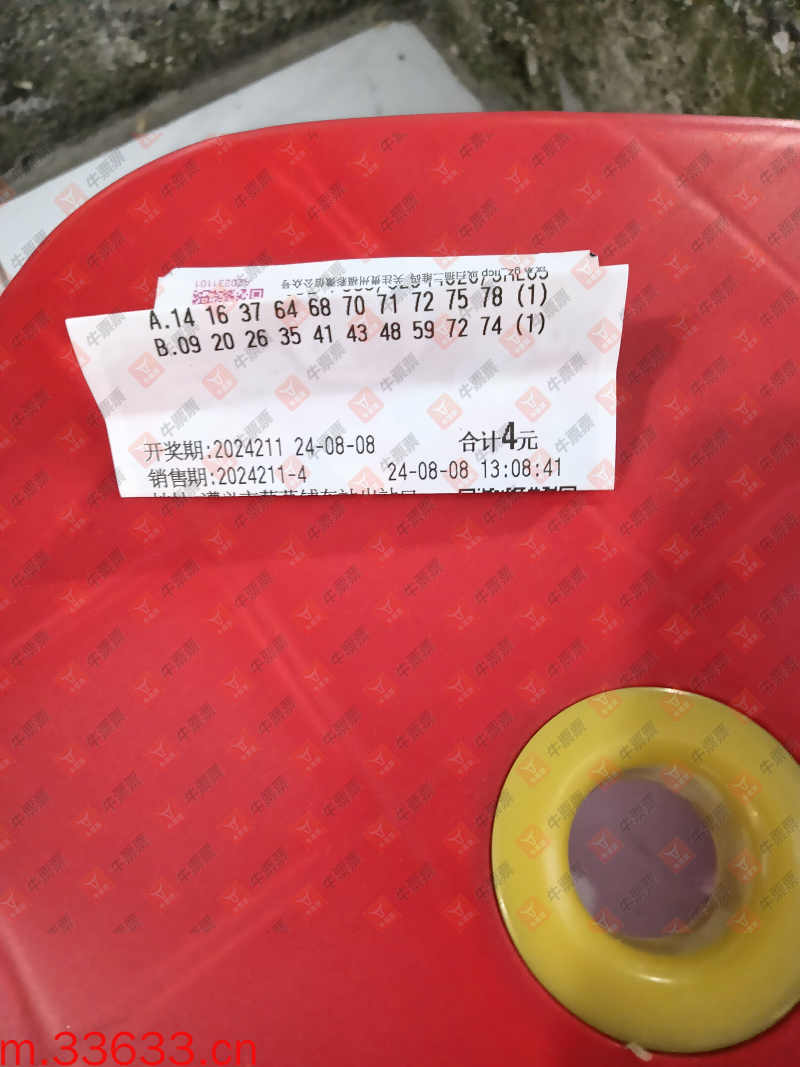 AZ0231101
A.14 16 37 64 68 70 71 72 75 78 (1)
B.09 20 26 35 41 43 48 59 72 74 (1)
开奖期:2024211 24-08-08 合计4元
销售期:2024211-4 24-08-08 13:08:41
牛票票
m.33633.cn